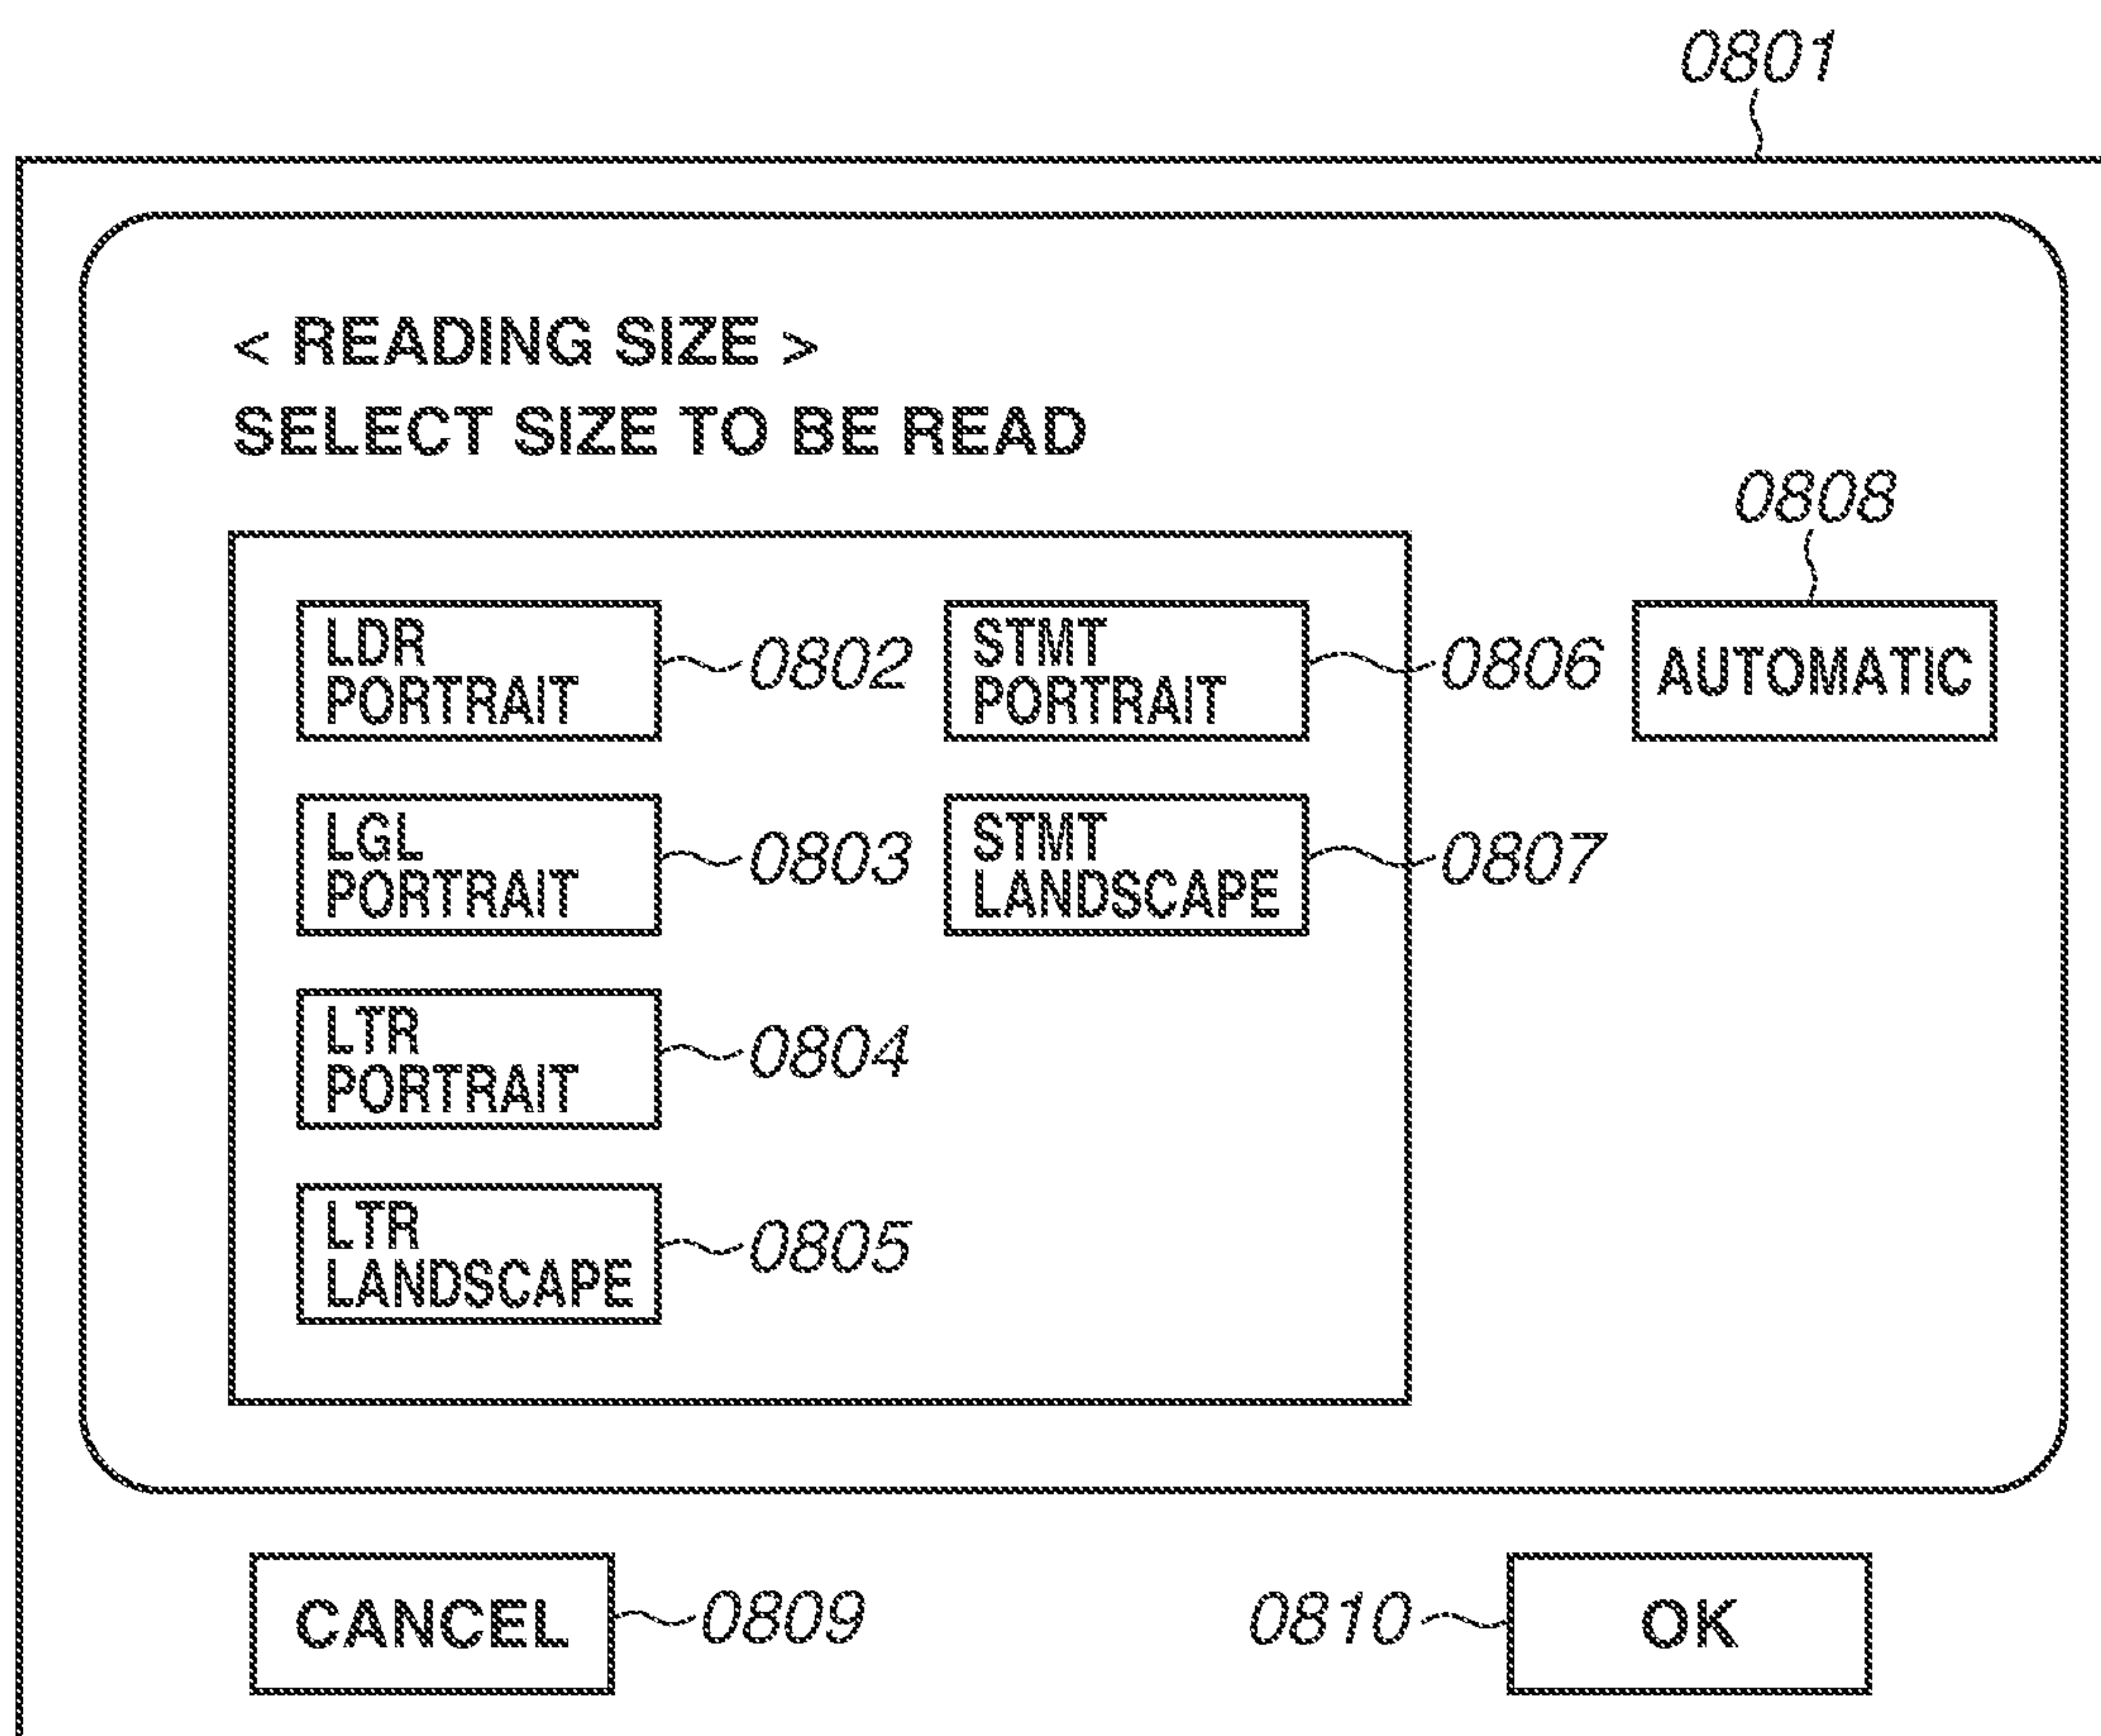 0801
< READING SIZE >
SELECT SIZE TO BE READ
0808
LDR
PORTRAIT
0802
STMT
PORTRAIT
0806
AUTOMATIC
LGL
PORTRAIT
0803
STMT
LANDSCAPE
0807
LTR
PORTRAIT
0804
LTR
LANDSCAPE
0805
CANCEL
0809
0810
OK